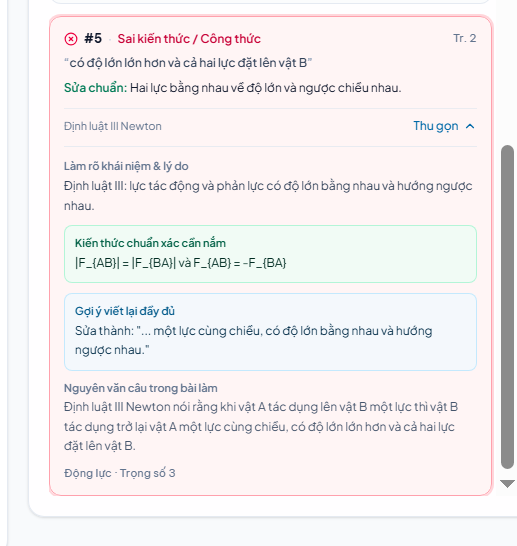 #5 · Sai kiến thức / Công thức Tr. 2
“có độ lớn lớn hơn và cả hai lực đặt lên vật B”
Sửa chuẩn: Hai lực bằng nhau về độ lớn và ngược chiều nhau.
Định luật III Newton Thu gọn
Làm rõ khái niệm & lý do
Định luật III: lực tác động và phản lực có độ lớn bằng nhau và hướng ngược
nhau.
Kiến thức chuẩn xác cần nắm
|F_{AB}| = |F_{BA}| và F_{AB} = -F_{BA}
Gợi ý viết lại đầy đủ
Sửa thành: "... một lực cùng chiều, có độ lớn bằng nhau và hướng
ngược nhau."
Nguyên văn câu trong bài làm
Định luật III Newton nói rằng khi vật A tác dụng lên vật B một lực thì vật B
tác dụng trở lại vật A một lực cùng chiều, có độ lớn lớn hơn và cả hai lực
đặt lên vật B.
Động lực · Trọng số 3